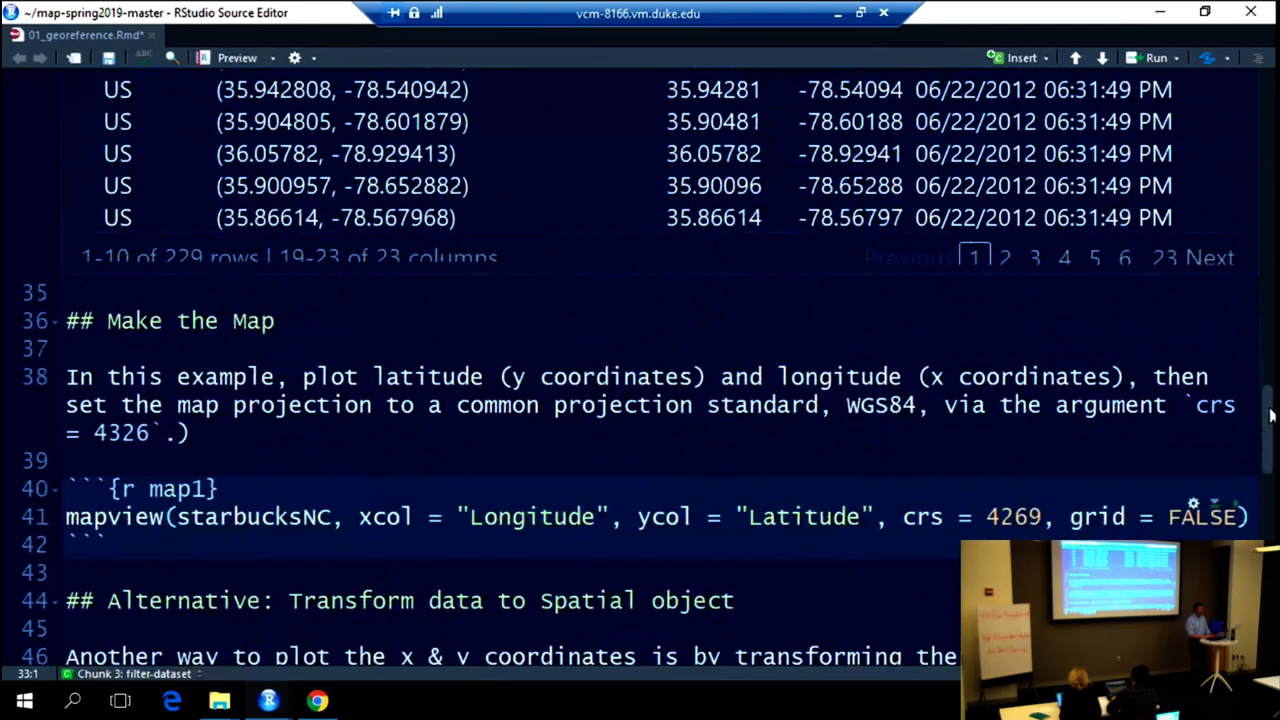 ~/map-spring2019-master - RStudio Source Editor
vcm-8166.vm.duke.edu
01_georeference.Rmd*
ABC
Preview
Insert
Run
US (35.942808, -78.540942) 35.94281 -78.54094 06/22/2012 06:31:49 PM
US (35.904805, -78.601879) 35.90481 -78.60188 06/22/2012 06:31:49 PM
US (36.05782, -78.929413) 36.05782 -78.92941 06/22/2012 06:31:49 PM
US (35.900957, -78.652882) 35.90096 -78.65288 06/22/2012 06:31:49 PM
US (35.86614, -78.567968) 35.86614 -78.56797 06/22/2012 06:31:49 PM
1-10 of 229 rows | 19-23 of 23 columns Previous 1 2 3 4 5 6 23 Next
35
36 ## Make the Map
37
38 In this example, plot latitude (y coordinates) and longitude (x coordinates), then
set the map projection to a common projection standard, WGS84, via the argument `crs
= 4326`.)
39
40 ```{r map1}
41 mapview(starbucksNC, xcol = "Longitude", ycol = "Latitude", crs = 4269, grid = FALSE)
42 ```
43
44 ## Alternative: Transform data to Spatial object
45
46 Another way to plot the x & y coordinates is by transforming the
33:1 Chunk 3: filter-dataset